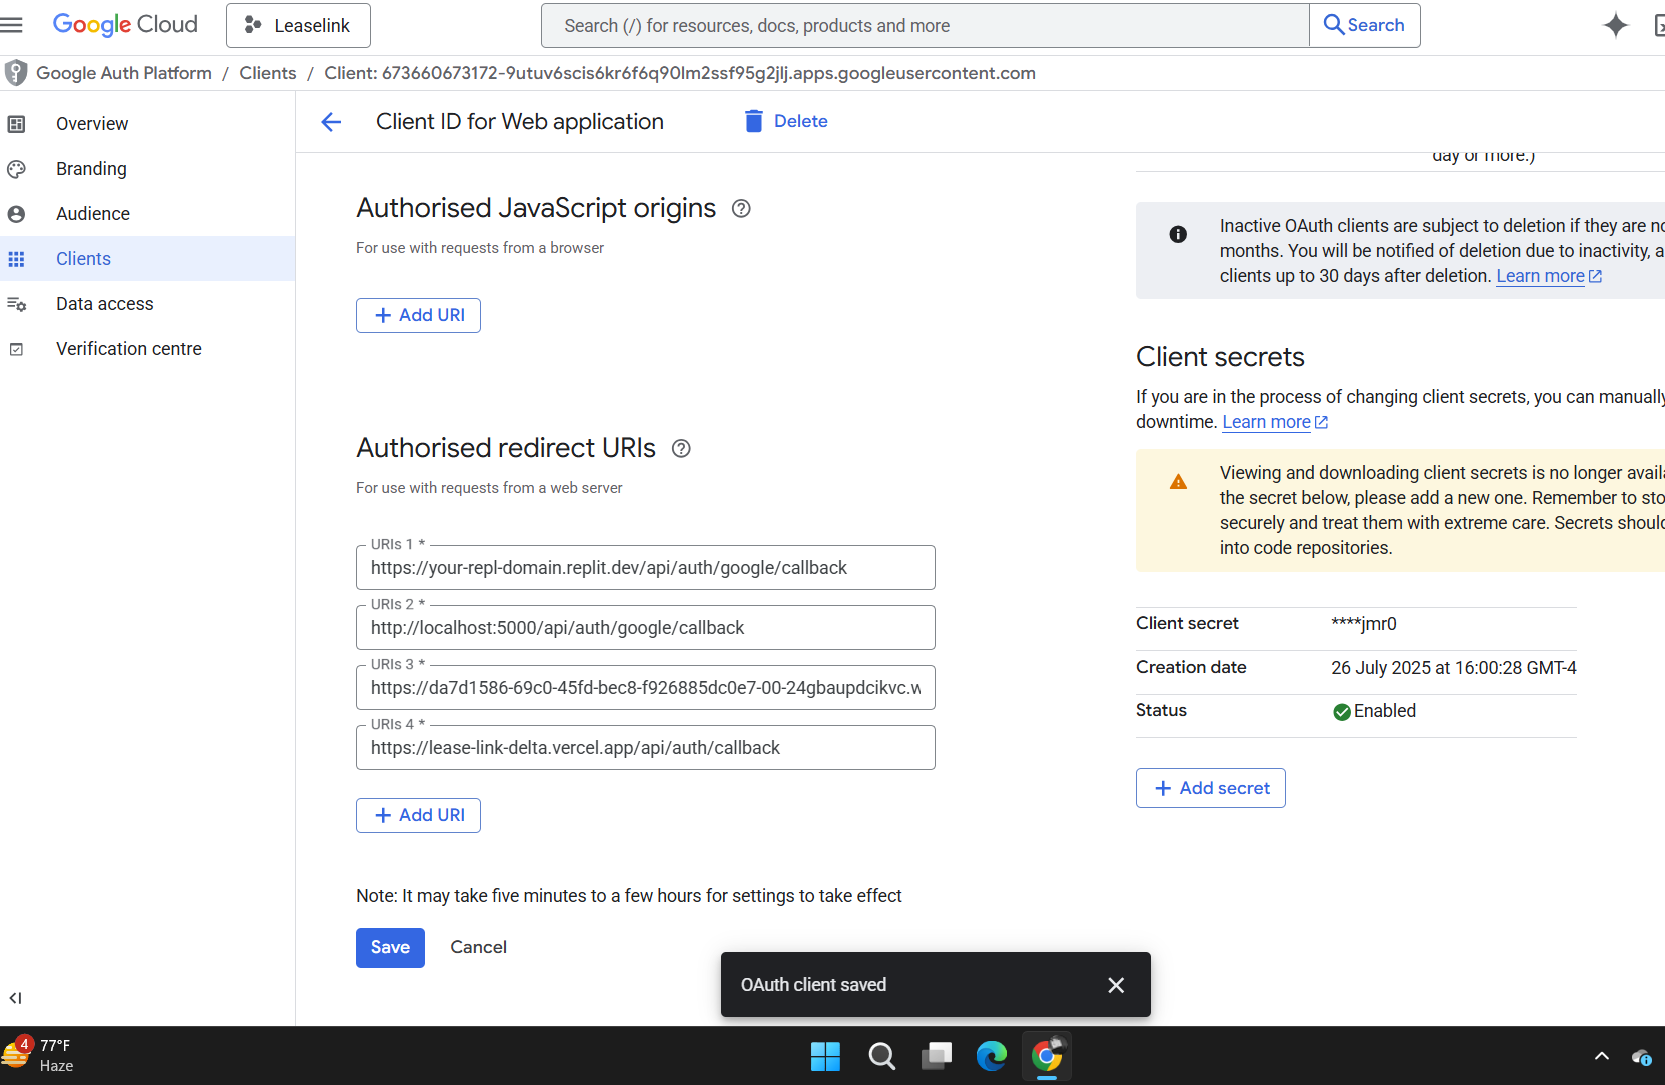 Google Cloud
Leaselink
Search (/) for resources, docs, products and more
Search
Google Auth Platform / Clients / Client: 673660673172-9utuv6scis6kr6f6q90lm2ssf95g2jlj.apps.googleusercontent.com
Overview
Branding
Audience
Clients
Data access
Verification centre
Client ID for Web application
Delete
Authorised JavaScript origins
For use with requests from a browser
+ Add URI
Authorised redirect URIs
For use with requests from a web server
URIs 1 *
https://your-repl-domain.replit.dev/api/auth/google/callback
URIs 2 *
http://localhost:5000/api/auth/google/callback
URIs 3 *
https://da7d1586-69c0-45fd-bec8-f926885dc0e7-00-24gbaupdcikvc.w
URIs 4 *
https://lease-link-delta.vercel.app/api/auth/callback
+ Add URI
Note: It may take five minutes to a few hours for settings to take effect
Save
Cancel
day or more.)
Inactive OAuth clients are subject to deletion if they are
months. You will be notified of deletion due to inactivity,
clients up to 30 days after deletion. Learn more
Client secrets
If you are in the process of changing client secrets, you can manually
downtime. Learn more
Viewing and downloading client secrets is no longer
the secret below, please add a new one. Remember to
securely and treat them with extreme care. Secrets
into code repositories.
Client secret ****jmr0
Creation date 26 July 2025 at 16:00:28 GMT-4
Status Enabled
+ Add secret
OAuth client saved
4
77°F
Haze